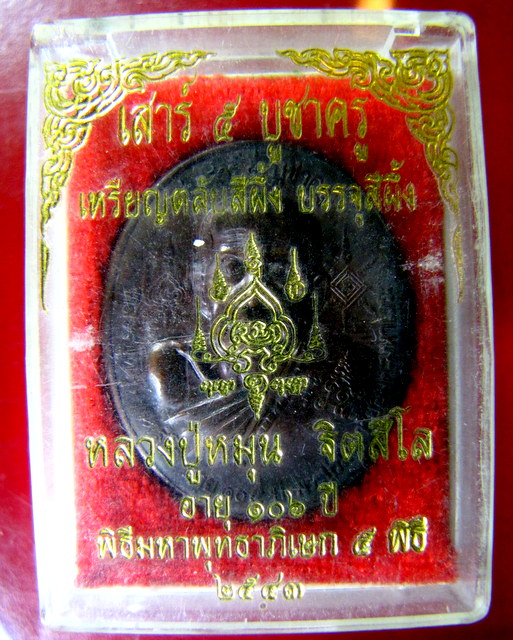 เสาร์ ๕ บูชาครู
เหรียญตลับสีผึ้ง บรรจุสีผึ้ง
หลวงปู่หมุน ฐิตสีโล
อายุ ๑๐๖ ปี
พิธีมหาพุทธาภิเษก ๕ พิธี
๒๕๔๓